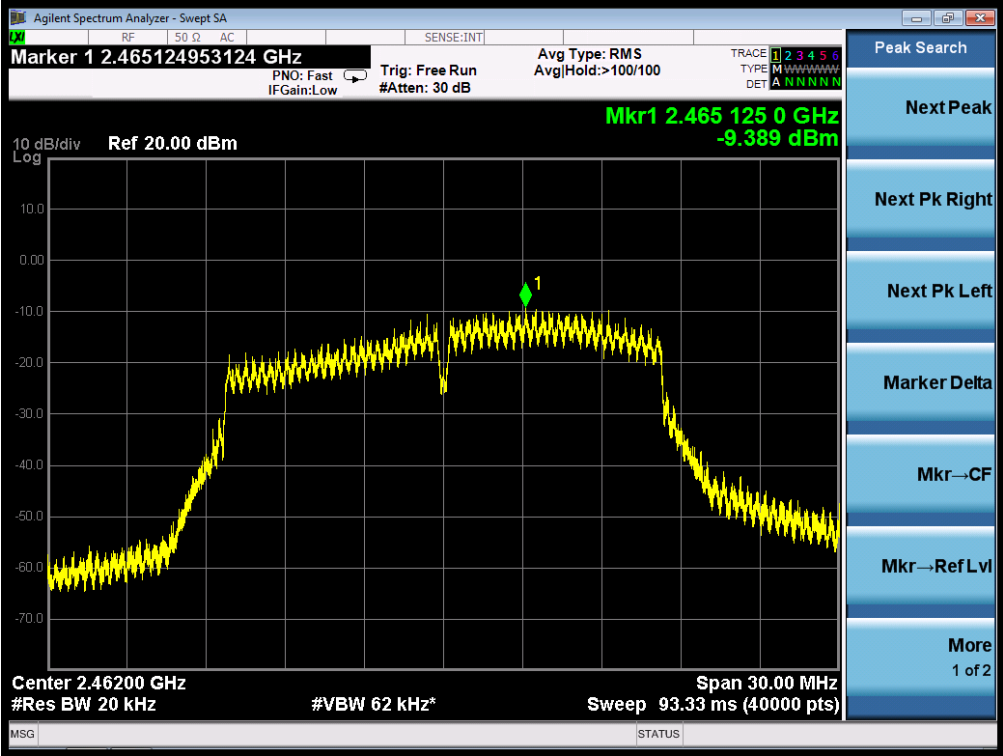 Agilent Spectrum Analyzer - Swept SA
LXI RF 50 Ω AC SENSE:INT
Marker 1 2.465124953124 GHz
PNO: Fast
IFGain:Low
Trig: Free Run
#Atten: 30 dB
Avg Type: RMS
Avg|Hold:>100/100
TRACE 1 2 3 4 5 6
TYPE M WWWWW
DET A N N N N N
Mkr1 2.465 125 0 GHz
-9.389 dBm
10 dB/div Ref 20.00 dBm
Log
10.0
0.00
-10.0
-20.0
-30.0
-40.0
-50.0
-60.0
-70.0
1
Center 2.46200 GHz Span 30.00 MHz
#Res BW 20 kHz #VBW 62 kHz* Sweep 93.33 ms (40000 pts)
MSG STATUS
Peak Search
Next Peak
Next Pk Right
Next Pk Left
Marker Delta
Mkr→CF
Mkr→Ref Lvl
More
1 of 2